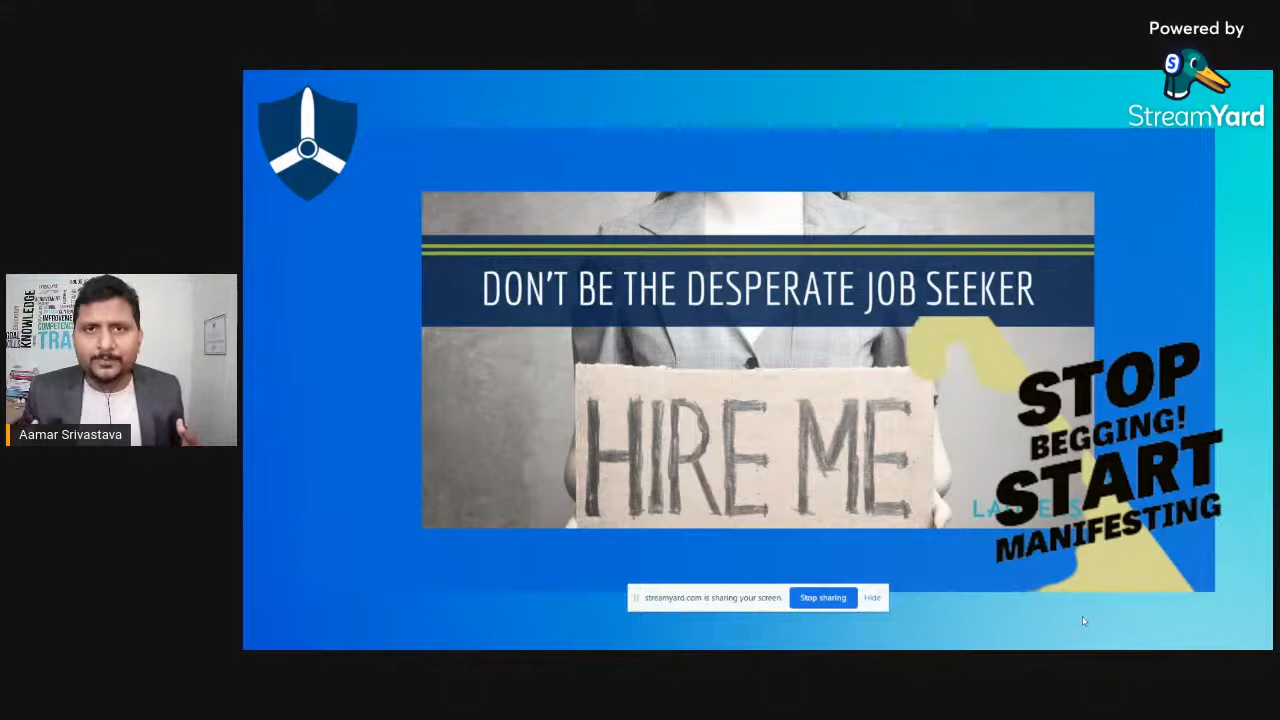 Powered by
StreamYard
DON'T BE THE DESPERATE JOB SEEKER
HIRE ME
STOP
BEGGING!
START
MANIFESTING
KNOWLEDGE
TRA
Aamar Srivastava
streamyard.com is sharing your screen.
Stop sharing
Hide